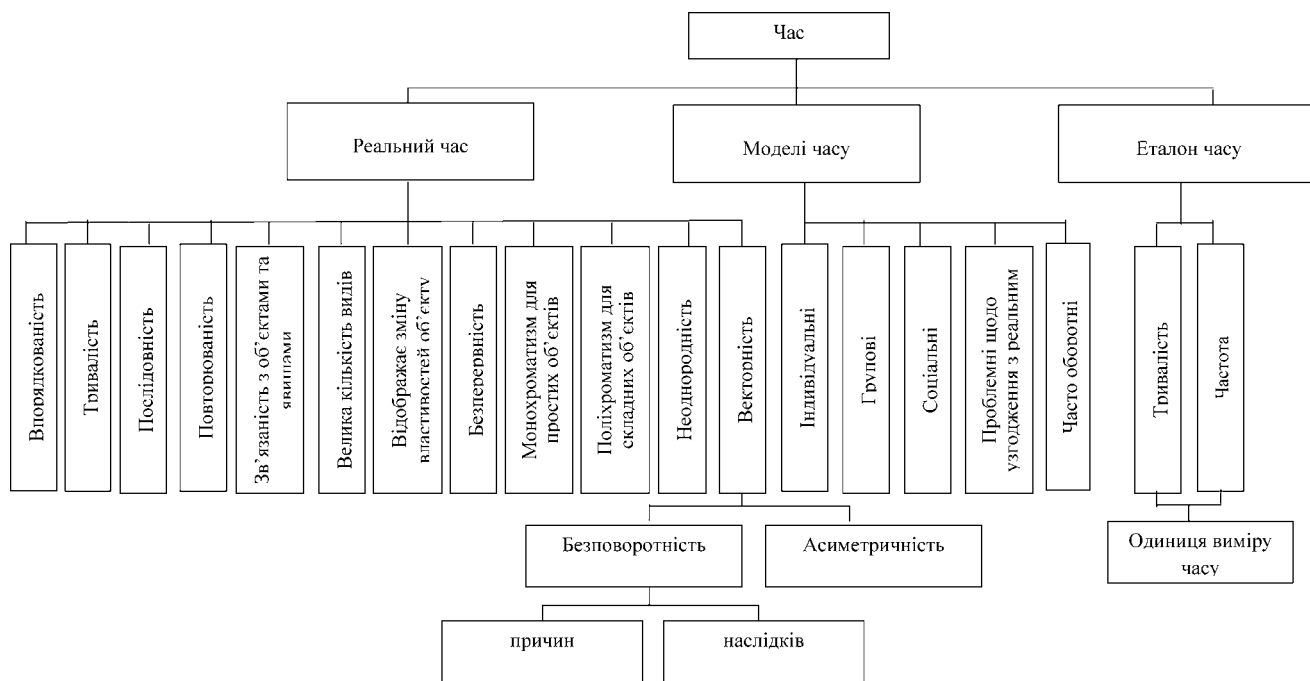 Час
Реальний час
Моделі часу
Еталон часу
Впорядкованість
Тривалість
Послідовність
Повторюваність
Зв’язаність з об’єктами та
явищами
Велика кількість видів
Відображає зміну
властивостей об’єкту
Безперервність
Монохроматизм для
простих об’єктів
Поліхроматизм для
складних об’єктів
Неоднорідність
Векторність
Індивідуальні
Групові
Соціальні
Проблемні щодо
узгодження з реальним
Часто оборотні
Тривалість
Частота
Безповоротність
Асиметричність
Одиниця виміру
часу
причин
наслідків